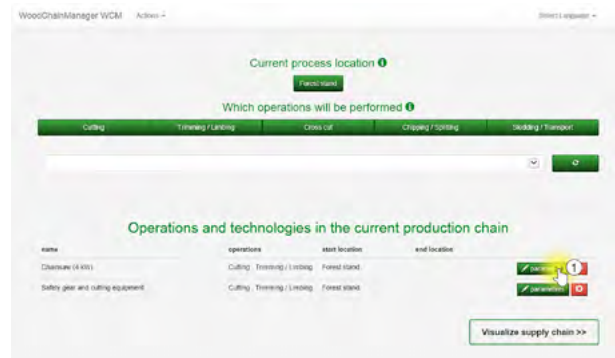 WoodChainManager WCM Actions
Select Language
Current process location
Forest stand
Which operations will be performed
Cutting Trimming / Limbing Cross cut Chipping / Splitting Skidding / Transport
Operations and technologies in the current production chain
name operations start location end location
Chainsaw (4 kW) Cutting , Trimming / Limbing Forest stand 1
Safety gear and cutting equipment Cutting , Trimming / Limbing Forest stand parameters
Visualize supply chain >>